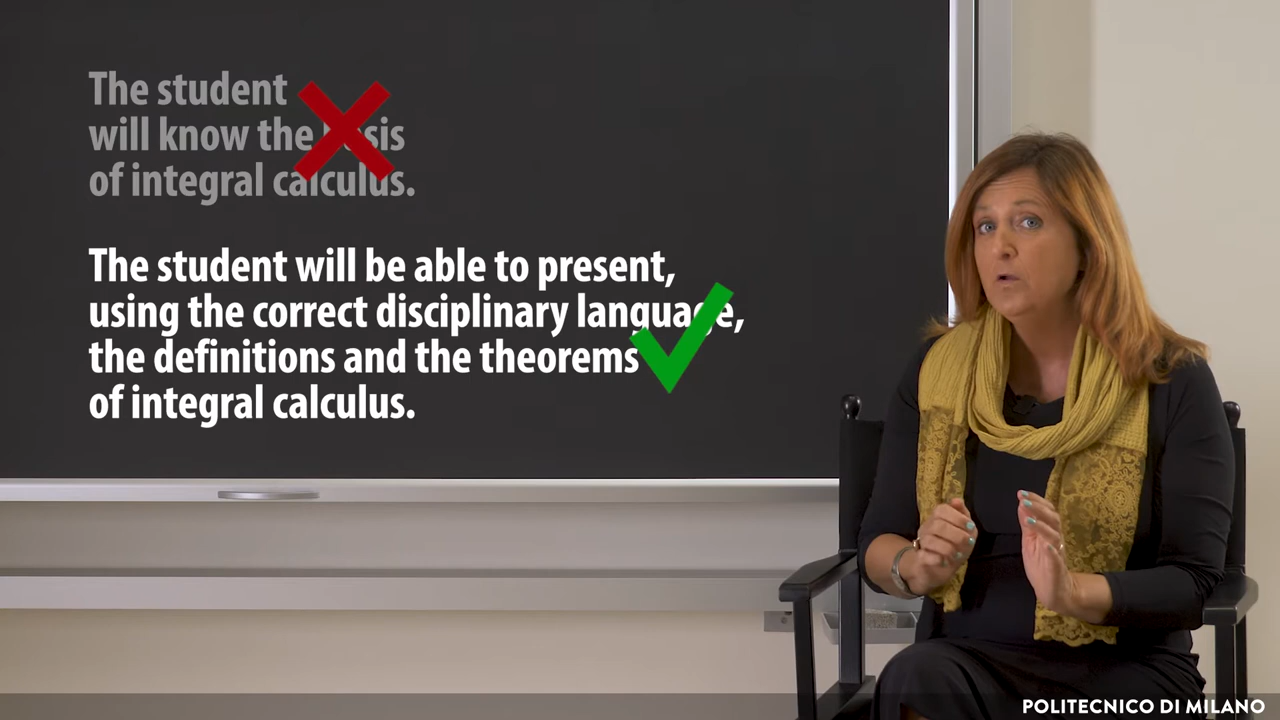 The student
will know the basis
of integral calculus.
The student will be able to present,
using the correct disciplinary language,
the definitions and the theorems
of integral calculus.
POLITECNICO DI MILANO